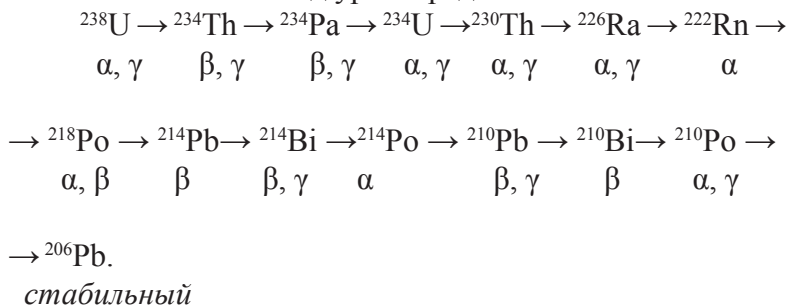 ²³⁸U → ²³⁴Th → ²³⁴Pa → ²³⁴U →²³⁰Th → ²²⁶Ra → ²²²Rn →
α, γ β, γ β, γ α, γ α, γ α, γ α
→ ²¹⁸Po → ²¹⁴Pb→ ²¹⁴Bi →²¹⁴Po → ²¹⁰Pb → ²¹⁰Bi→ ²¹⁰Po →
α, β β β, γ α β, γ β α, γ
→ ²⁰⁶Pb.
стабильный